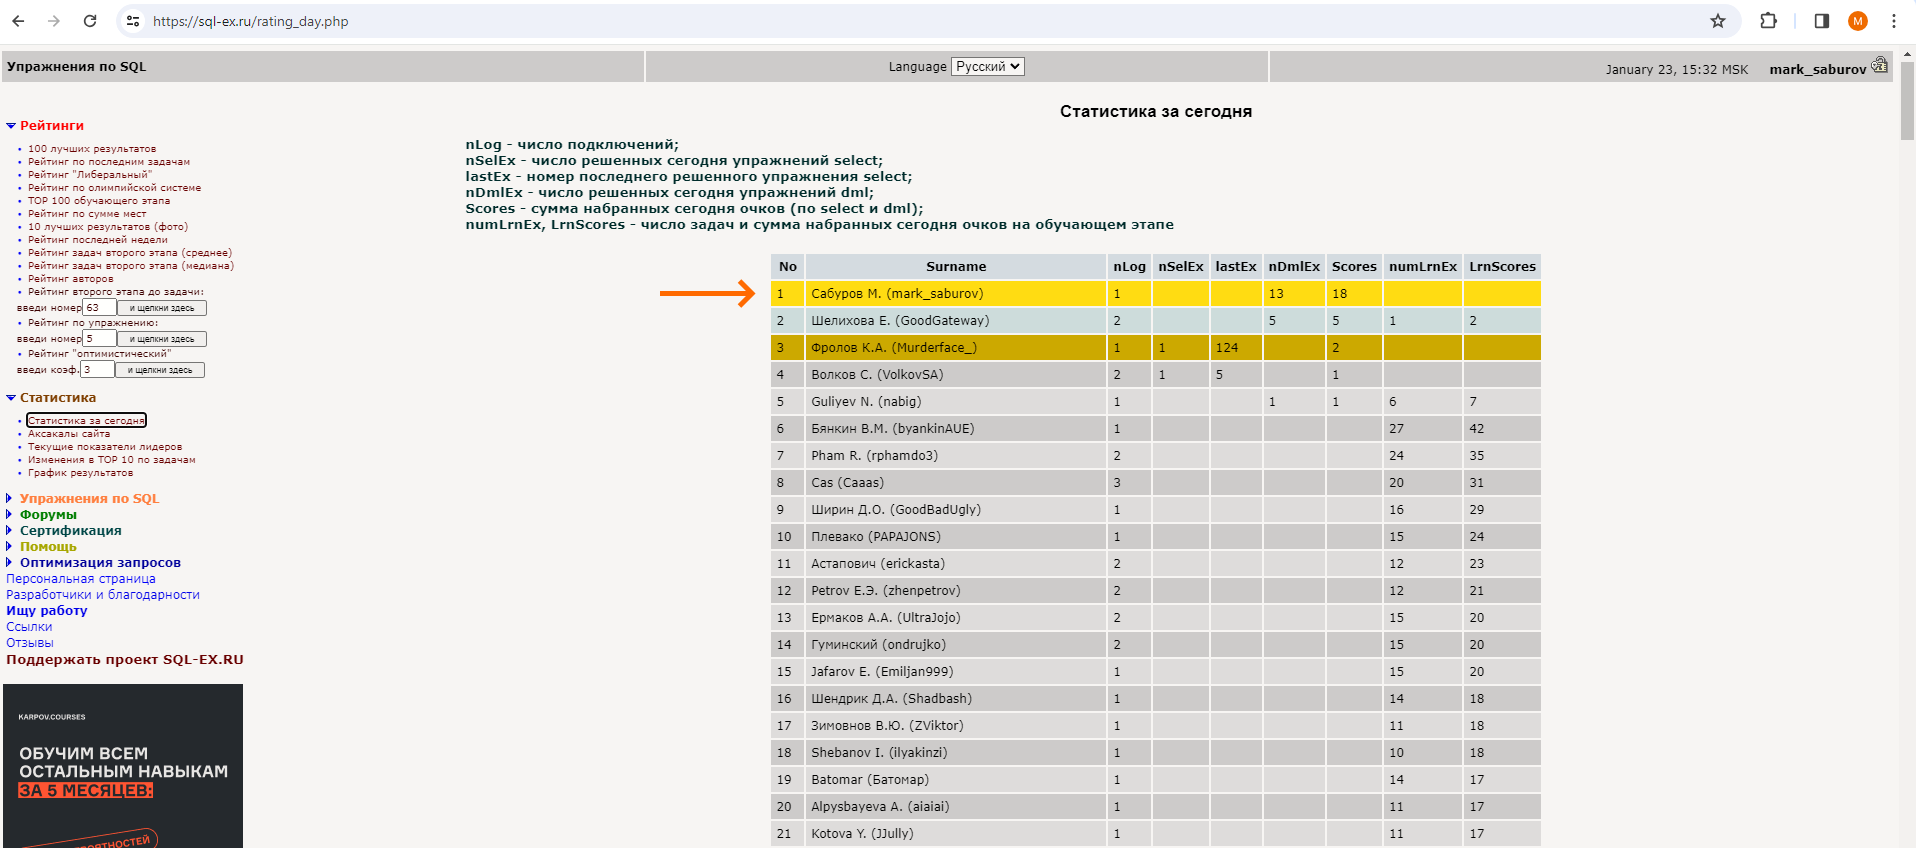 https://sql-ex.ru/rating_day.php
M
Упражнения по SQL
Language Русский
January 23, 15:32 MSK mark_saburov
Рейтинги
100 лучших результатов
Рейтинг по последним задачам
Рейтинг "Либеральный"
Рейтинг по олимпийской системе
TOP 100 обучающего этапа
Рейтинг по сумме мест
10 лучших результатов (фото)
Рейтинг последней недели
Рейтинг задач второго этапа (среднее)
Рейтинг задач второго этапа (медиана)
Рейтинг авторов
Рейтинг второго этапа до задачи:
введи номер 63 и щелкни здесь
Рейтинг по упражнению:
введи номер 5 и щелкни здесь
Рейтинг "оптимистический"
введи коэф. 3 и щелкни здесь
Статистика
Статистика за сегодня
Аксакалы сайта
Текущие показатели лидеров
Изменения в TOP 10 по задачам
График результатов
Упражнения по SQL
Форумы
Сертификация
Помощь
Оптимизация запросов
Персональная страница
Разработчики и благодарности
Ищу работу
Ссылки
Отзывы
Поддержать проект SQL-EX.RU
KARPOV.COURSES
ОБУЧИМ ВСЕМ
ОСТАЛЬНЫМ НАВЫКАМ
ЗА 5 МЕСЯЦЕВ:
Статистика за сегодня
nLog - число подключений;
nSelEx - число решенных сегодня упражнений select;
lastEx - номер последнего решенного упражнения select;
nDmlEx - число решенных сегодня упражнений dml;
Scores - сумма набранных сегодня очков (по select и dml);
numLrnEx, LrnScores - число задач и сумма набранных сегодня очков на обучающем этапе
No Surname nLog nSelEx lastEx nDmlEx Scores numLrnEx LrnScores
1 Сабуров М. (mark_saburov) 1 13 18
2 Шелихова Е. (GoodGateway) 2 5 5 1 2
3 Фролов К.А. (Murderface_) 1 1 124 2
4 Волков С. (VolkovSA) 2 1 5 1
5 Guliyev N. (nabig) 1 1 1 6 7
6 Бянкин В.М. (byankinAUE) 1 27 42
7 Pham R. (rphamdo3) 2 24 35
8 Cas (Caaas) 3 20 31
9 Ширин Д.О. (GoodBadUgly) 1 16 29
10 Плевако (PAPAJONS) 1 15 24
11 Астапович (erickasta) 2 12 23
12 Petrov Е.Э. (zhenpetrov) 2 12 21
13 Ермаков А.А. (UltraJojo) 2 15 20
14 Гуминский (ondrujko) 2 15 20
15 Jafarov E. (Emiljan999) 1 15 20
16 Шендрик Д.А. (Shadbash) 1 14 18
17 Зимовнов В.Ю. (ZViktor) 1 11 18
18 Shebanov I. (ilyakinzi) 1 10 18
19 Batomar (Батомар) 1 14 17
20 Alpysbayeva A. (aiaiai) 1 11 17
21 Kotova Y. (JJully) 1 11 17